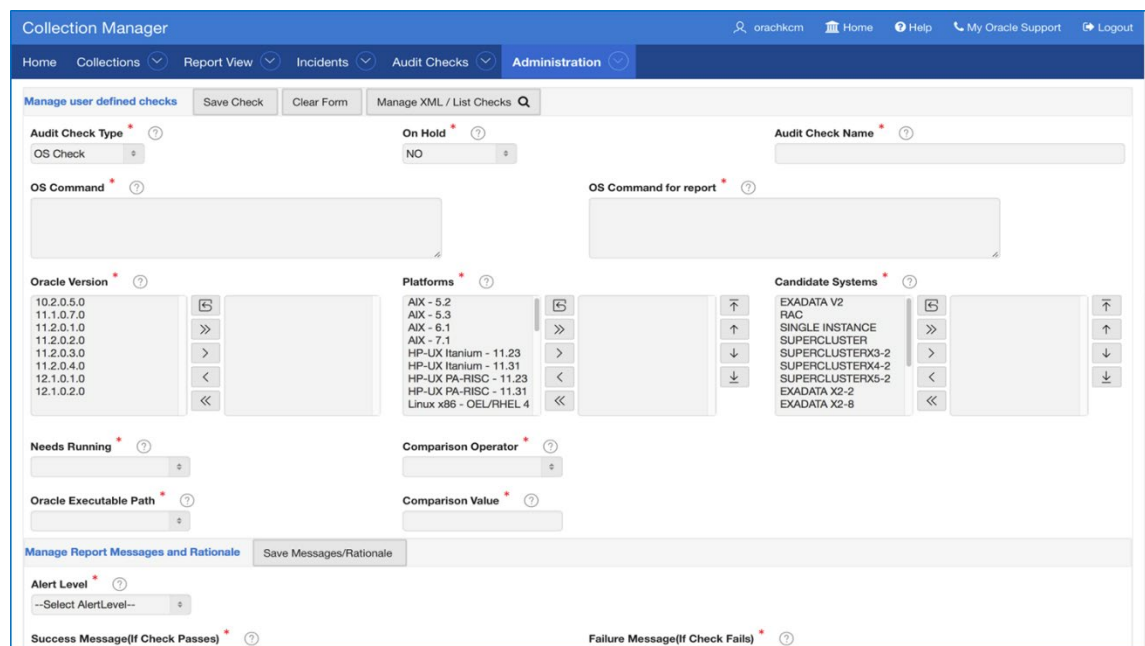 Collection Manager
orachkcm Home Help My Oracle Support Logout
Home Collections Report View Incidents Audit Checks Administration
Manage user defined checks Save Check Clear Form Manage XML / List Checks
Audit Check Type * ? On Hold * ? Audit Check Name * ?
OS Check NO
OS Command * ? OS Command for report * ?
Oracle Version * ? Platforms * ? Candidate Systems * ?
10.2.0.5.0 AIX - 5.2 EXADATA V2
11.1.0.7.0 AIX - 5.3 RAC
11.2.0.1.0 AIX - 6.1 SINGLE INSTANCE
11.2.0.2.0 AIX - 7.1 SUPERCLUSTER
11.2.0.3.0 HP-UX Itanium - 11.23 SUPERCLUSTERX3-2
11.2.0.4.0 HP-UX Itanium - 11.31 SUPERCLUSTERX4-2
12.1.0.1.0 HP-UX PA-RISC - 11.23 SUPERCLUSTERX5-2
12.1.0.2.0 HP-UX PA-RISC - 11.31 EXADATA X2-2
Linux x86 - OEL/RHEL 4 EXADATA X2-8
Needs Running * ? Comparison Operator * ?
Oracle Executable Path * ? Comparison Value * ?
Manage Report Messages and Rationale Save Messages/Rationale
Alert Level * ?
--Select AlertLevel--
Success Message(If Check Passes) * ? Failure Message(If Check Fails) * ?